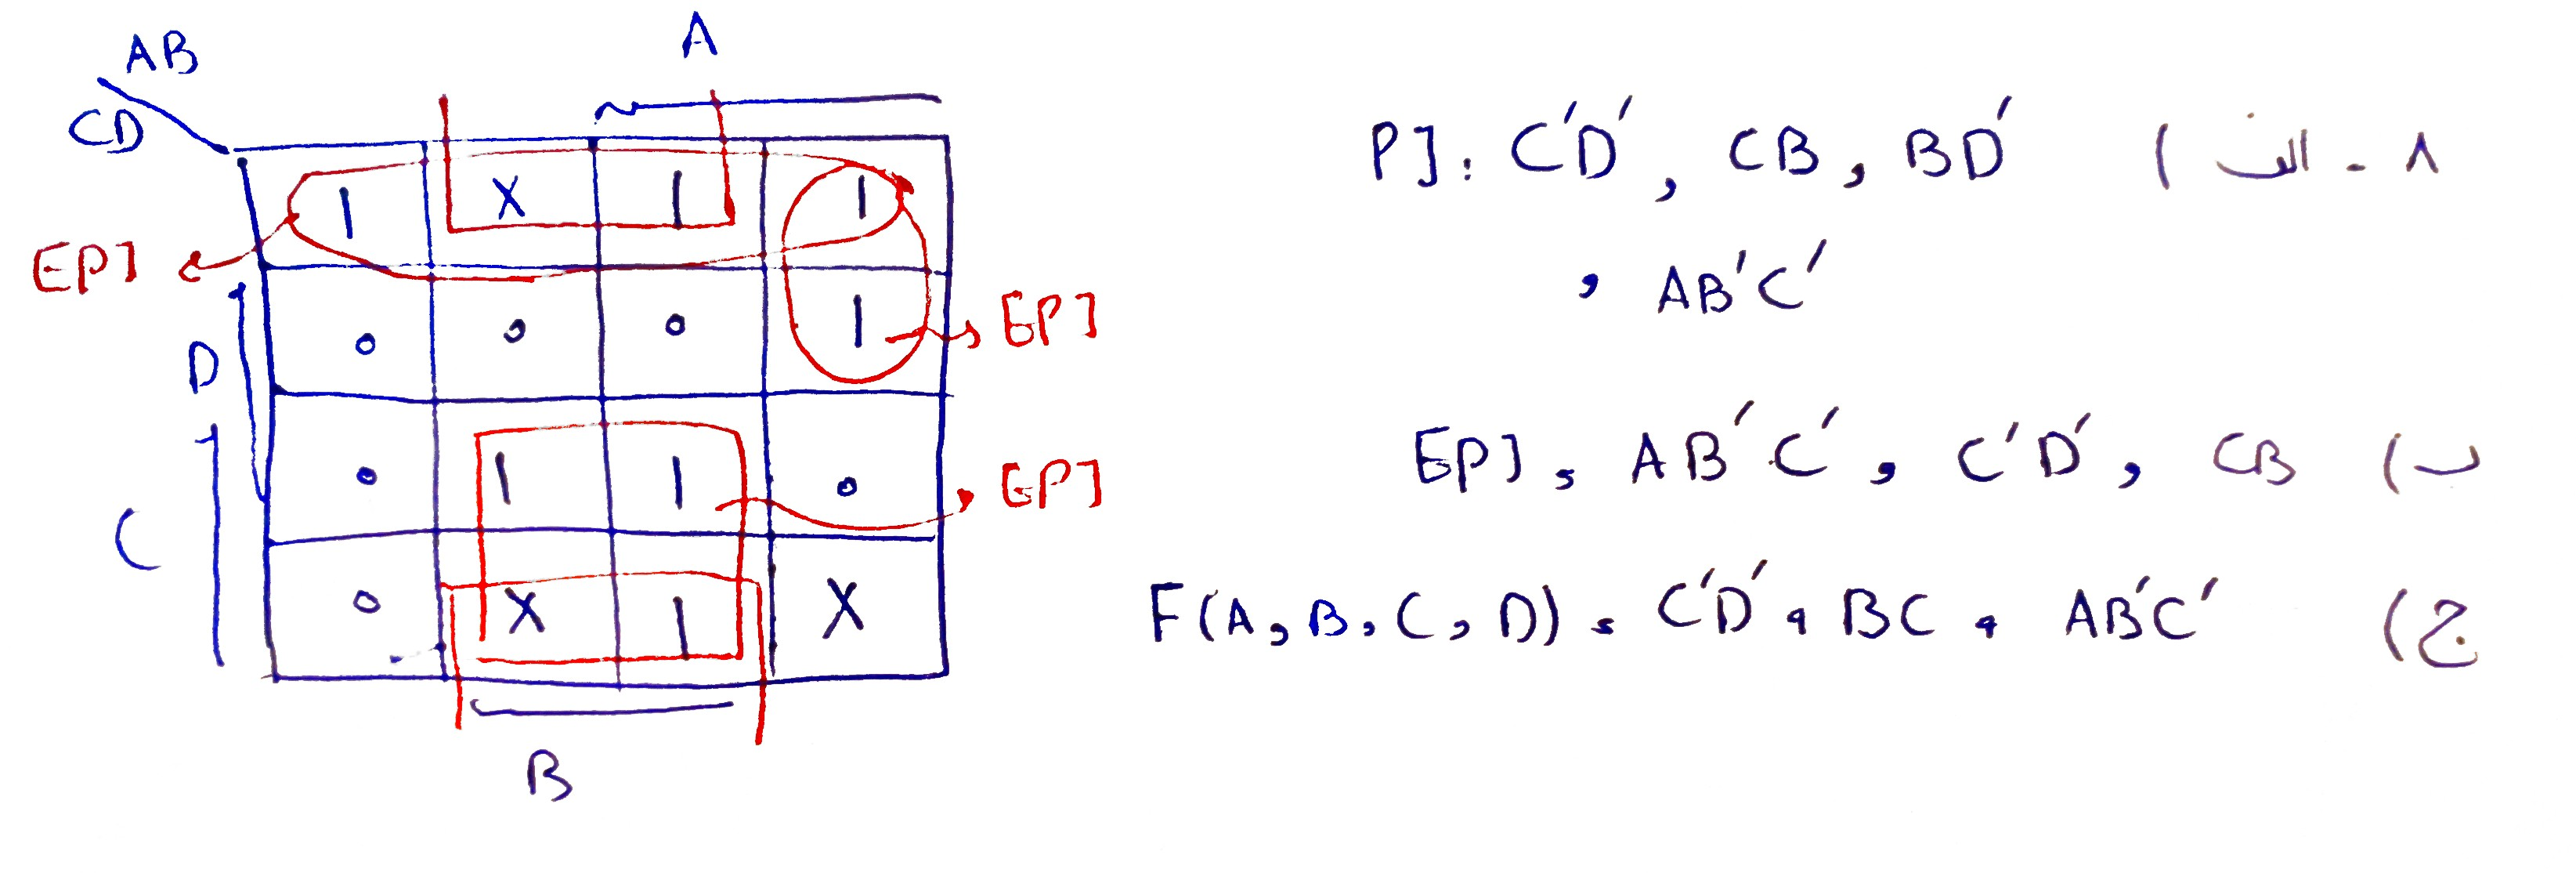 AB
CD
A
1 X 1 1
EPI
0 0 0 1
EPI
D
0 1 1 0
EPI
C
0 X 1 X
B
۸ - الف ) PI: C'D' , CB , BD'
, AB'C'
ب ) EPI , AB'C' , C'D' , CB
ج ) F(A, B, C, D) = C'D' + BC + AB'C'